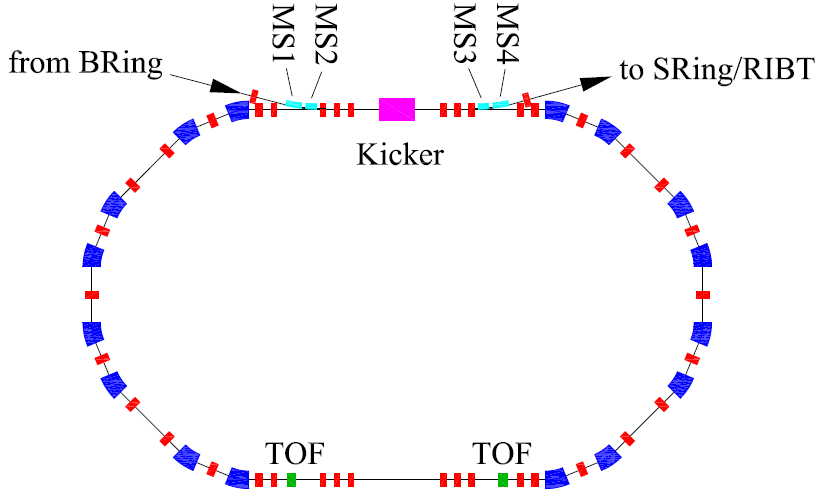 MS1
MS2
MS3
MS4
from BRing
to SRing/RIBT
Kicker
TOF
TOF